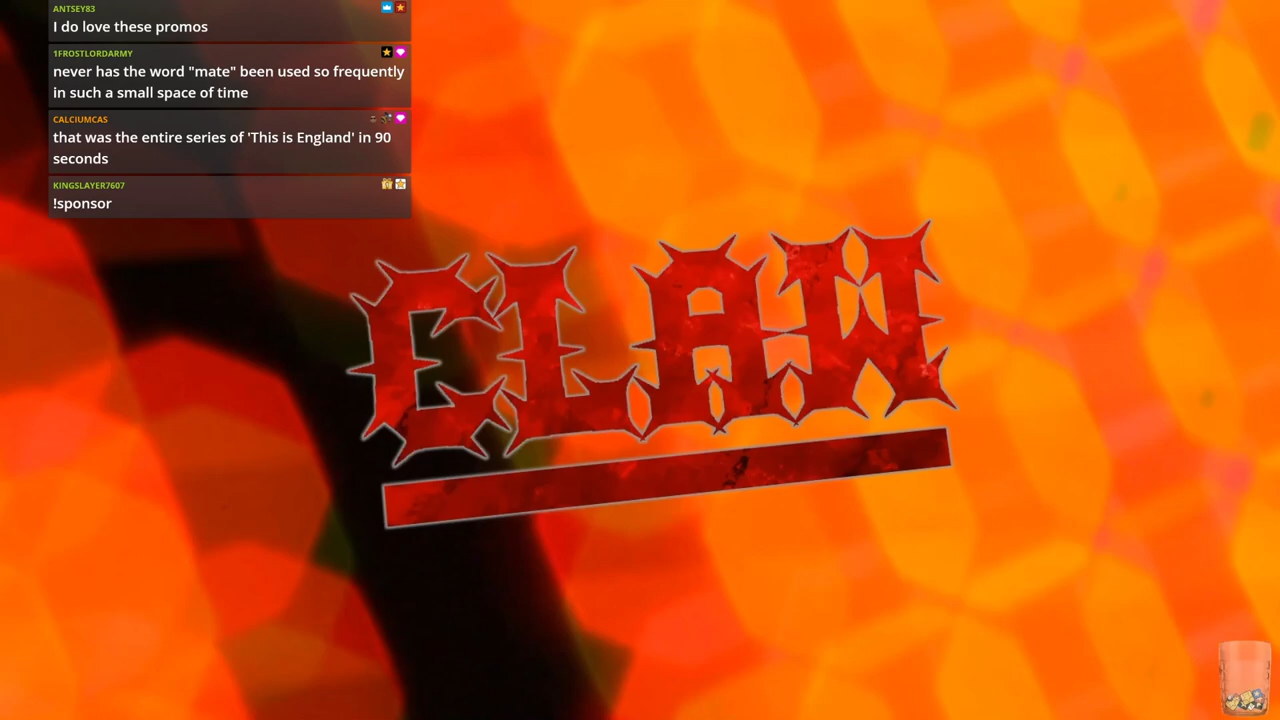 ANTSEY83
I do love these promos
1FROSTLORDARMY
never has the word "mate" been used so frequently
in such a small space of time
CALCIUMCAS
that was the entire series of 'This is England' in 90
seconds
KINGSLAYER7607
!sponsor
CLAW